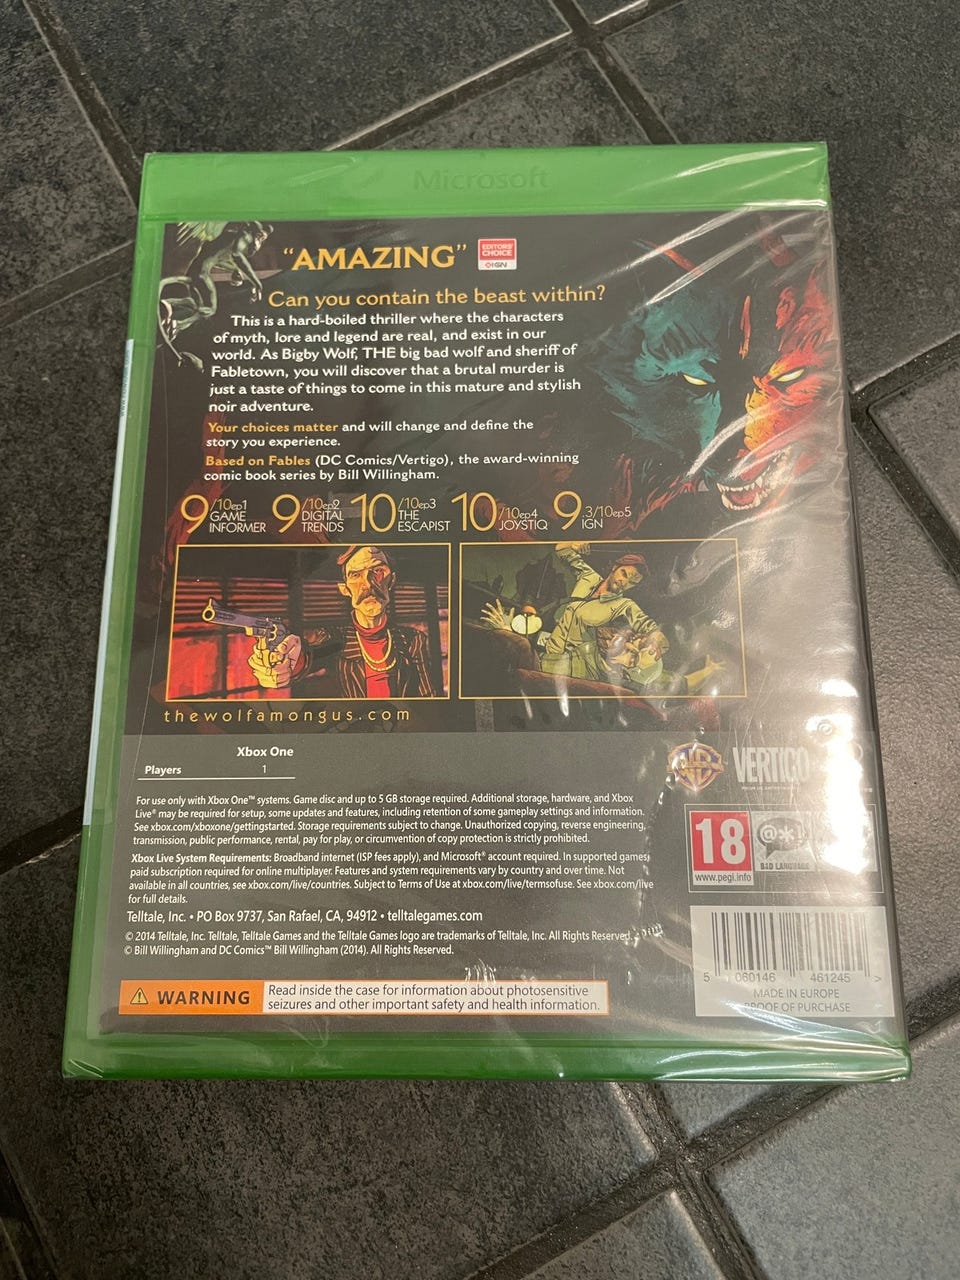 Microsoft
“AMAZING”
EDITORS'
CHOICE
IGN
Can you contain the beast within?
This is a hard-boiled thriller where the characters
of myth, lore and legend are real, and exist in our
world. As Bigby Wolf, THE big bad wolf and sheriff of
Fabletown, you will discover that a brutal murder is
just a taste of things to come in this mature and stylish
noir adventure.
Your choices matter and will change and define the
story you experience.
Based on Fables (DC Comics/Vertigo), the award-winning
comic book series by Bill Willingham.
9/10ep1 GAME INFORMER
9/10ep2 DIGITAL TRENDS
10/10ep3 THE ESCAPIST
10/10ep4 JOYSTIQ
9.3/10ep5 IGN
thewolfamongus.com
Xbox One
Players 1
For use only with Xbox One™ systems. Game disc and up to 5 GB storage required. Additional storage, hardware, and Xbox
Live® may be required for setup, some updates and features, including retention of some gameplay settings and information.
See xbox.com/xboxone/gettingstarted. Storage requirements subject to change. Unauthorized copying, reverse engineering,
transmission, public performance, rental, pay for play, or circumvention of copy protection is strictly prohibited.
Xbox Live System Requirements: Broadband internet (ISP fees apply), and Microsoft® account required. In supported games,
paid subscription required for online multiplayer. Features and system requirements vary by country and over time. Not
available in all countries, see xbox.com/live/countries. Subject to Terms of Use at xbox.com/live/termsofuse. See xbox.com/live
for full details.
Telltale, Inc. • PO Box 9737, San Rafael, CA, 94912 • telltalegames.com
© 2014 Telltale, Inc. Telltale, Telltale Games and the Telltale Games logo are trademarks of Telltale, Inc. All Rights Reserved.
© Bill Willingham and DC Comics™ Bill Willingham (2014). All Rights Reserved.
WARNING
Read inside the case for information about photosensitive
seizures and other important safety and health information.
WB
VERTIGO
18
www.pegi.info
BAD LANGUAGE
5 060146 461245 >
MADE IN EUROPE
PROOF OF PURCHASE